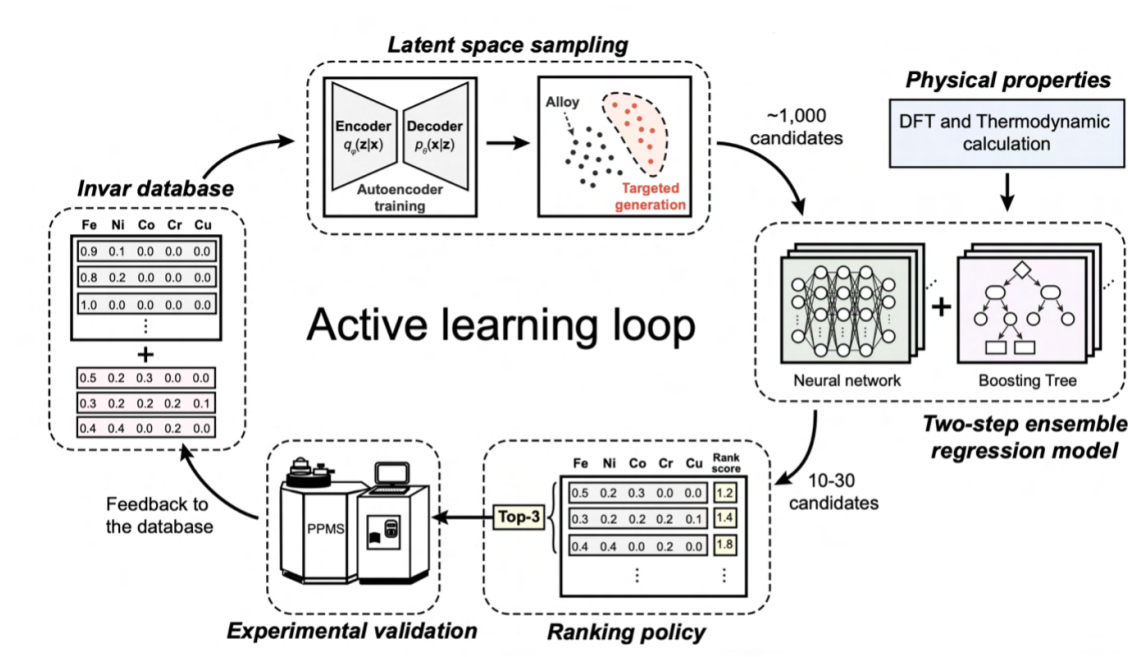 Latent space sampling
Encoder
qφ(z|x)
Decoder
pθ(x|z)
Autoencoder
training
Alloy
Targeted
generation
~1,000
candidates
Physical properties
DFT and Thermodynamic
calculation
Invar database
Fe Ni Co Cr Cu
0.9 0.1 0.0 0.0 0.0
0.8 0.2 0.0 0.0 0.0
1.0 0.0 0.0 0.0 0.0
⋮
+
0.5 0.2 0.3 0.0 0.0
0.3 0.2 0.2 0.2 0.1
0.4 0.4 0.0 0.2 0.0
Active learning loop
+
Neural network
Boosting Tree
Two-step ensemble
regression model
10-30
candidates
Fe Ni Co Cr Cu Rank score
0.5 0.2 0.3 0.0 0.0 1.2
0.3 0.2 0.2 0.2 0.1 1.4
0.4 0.4 0.0 0.2 0.0 1.8
⋮ ⋮
Top-3
Ranking policy
PPMS
Experimental validation
Feedback to
the database